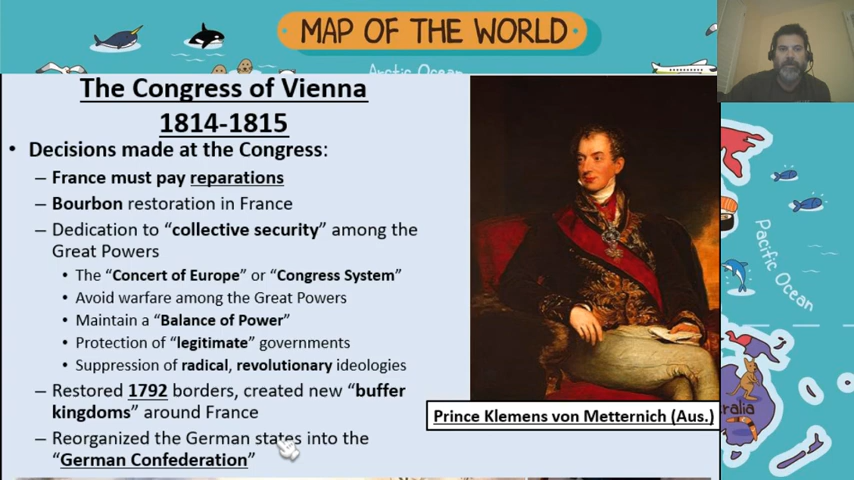 MAP OF THE WORLD
Arctic Ocean
The Congress of Vienna
1814-1815
• Decisions made at the Congress:
– France must pay reparations
– Bourbon restoration in France
– Dedication to “collective security” among the
Great Powers
• The “Concert of Europe” or “Congress System”
• Avoid warfare among the Great Powers
• Maintain a “Balance of Power”
• Protection of “legitimate” governments
• Suppression of radical, revolutionary ideologies
– Restored 1792 borders, created new “buffer
kingdoms” around France
– Reorganized the German states into the
“German Confederation”
Prince Klemens von Metternich (Aus.)
Pacific Ocean
ralia